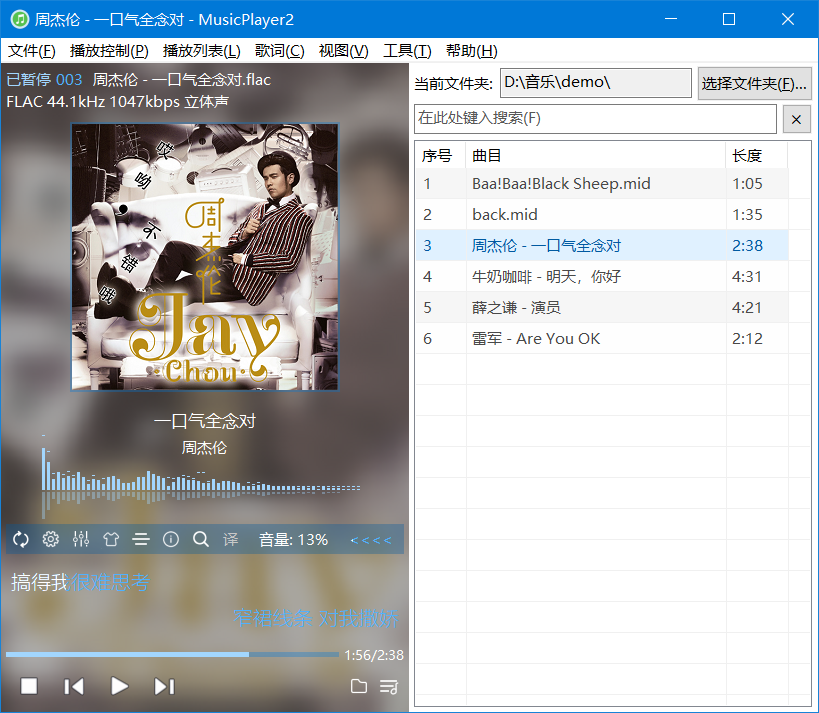 周杰伦 - 一口气全念对 - MusicPlayer2
文件(F) 播放控制(P) 播放列表(L) 歌词(C) 视图(V) 工具(T) 帮助(H)
已暂停 003 周杰伦 - 一口气全念对.flac
FLAC 44.1kHz 1047kbps 立体声
哎
呦
不
错
哦
周杰伦
Jay
Chou
一口气全念对
周杰伦
译 音量: 13% <<<<
搞得我很难思考
窄裙线条 对我撒娇
1:56/2:38
当前文件夹: D:\音乐\demo\ 选择文件夹(F)...
在此处键入搜索(F) ×
序号 曲目 长度
1 Baa!Baa!Black Sheep.mid 1:05
2 back.mid 1:35
3 周杰伦 - 一口气全念对 2:38
4 牛奶咖啡 - 明天，你好 4:31
5 薛之谦 - 演员 4:21
6 雷军 - Are You OK 2:12